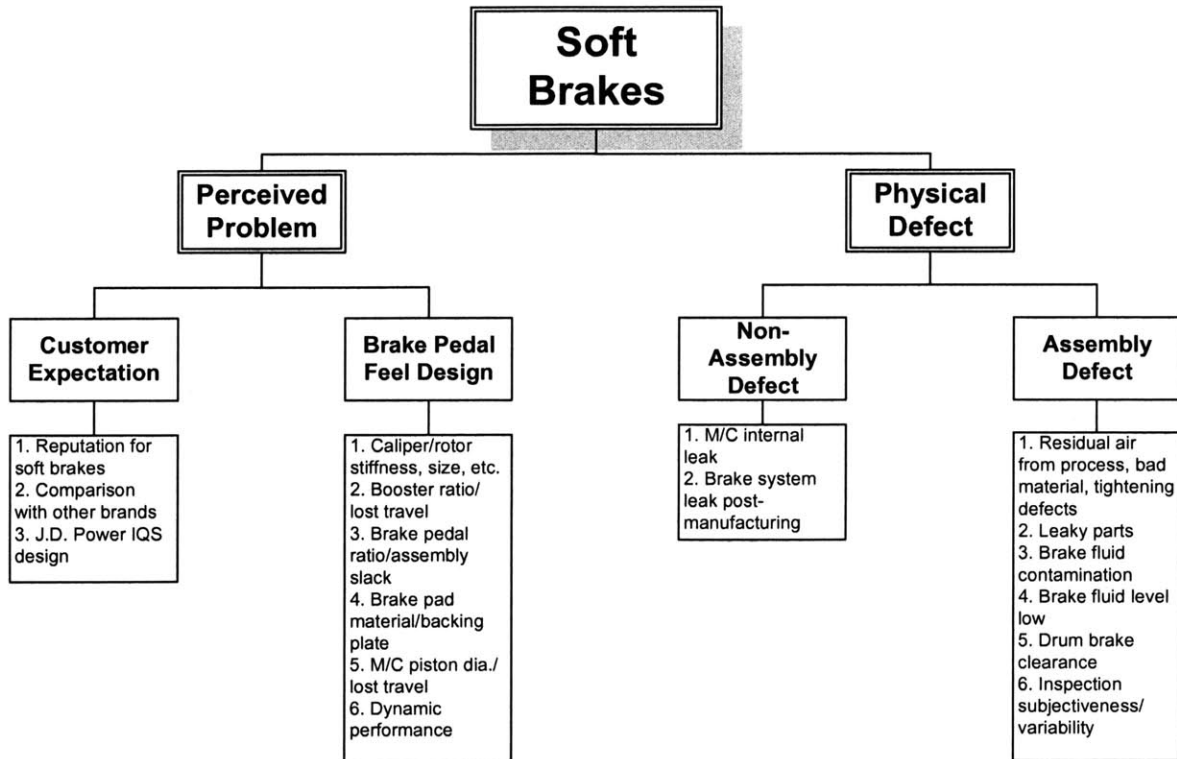 Soft
Brakes
Perceived
Problem
Physical
Defect
Customer
Expectation
Brake Pedal
Feel Design
Non-
Assembly
Defect
Assembly
Defect
1. Reputation for
soft brakes
2. Comparison
with other brands
3. J.D. Power IQS
design
1. Caliper/rotor
stiffness, size, etc.
2. Booster ratio/
lost travel
3. Brake pedal
ratio/assembly
slack
4. Brake pad
material/backing
plate
5. M/C piston dia./
lost travel
6. Dynamic
performance
1. M/C internal
leak
2. Brake system
leak post-
manufacturing
1. Residual air
from process, bad
material, tightening
defects
2. Leaky parts
3. Brake fluid
contamination
4. Brake fluid level
low
5. Drum brake
clearance
6. Inspection
subjectiveness/
variability